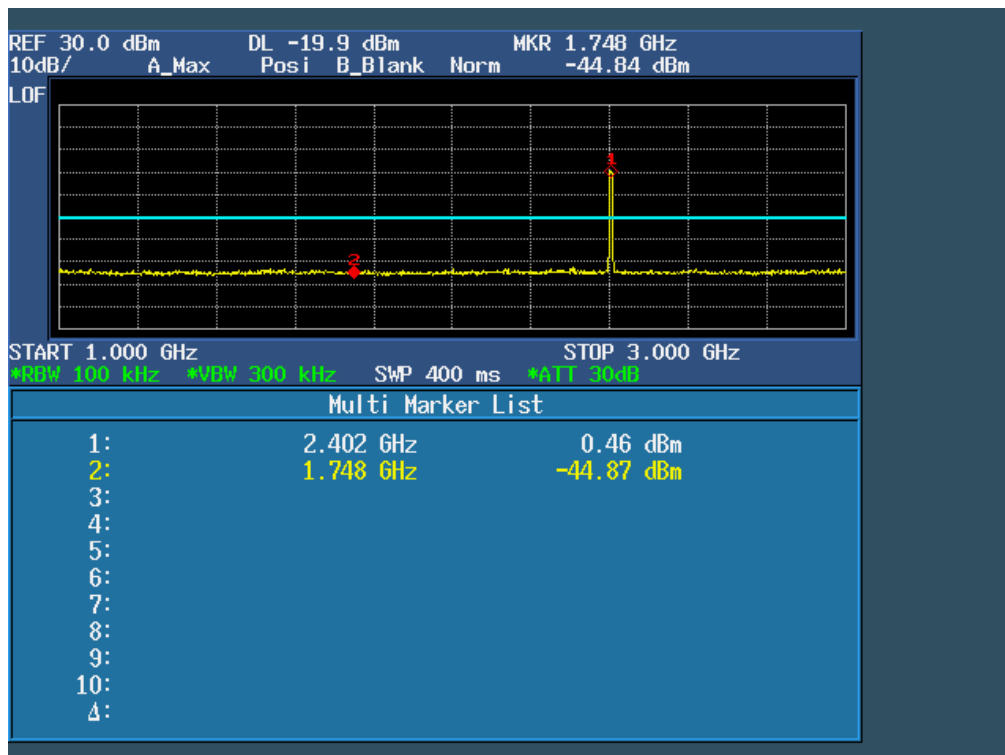 REF 30.0 dBm DL -19.9 dBm MKR 1.748 GHz
10dB/ A_Max Posi B_Blank Norm -44.84 dBm
LOF
1
2
START 1.000 GHz STOP 3.000 GHz
*RBW 100 kHz *VBW 300 kHz SWP 400 ms *ATT 30dB
Multi Marker List
1: 2.402 GHz 0.46 dBm
2: 1.748 GHz -44.87 dBm
3:
4:
5:
6:
7:
8:
9:
10:
Δ: